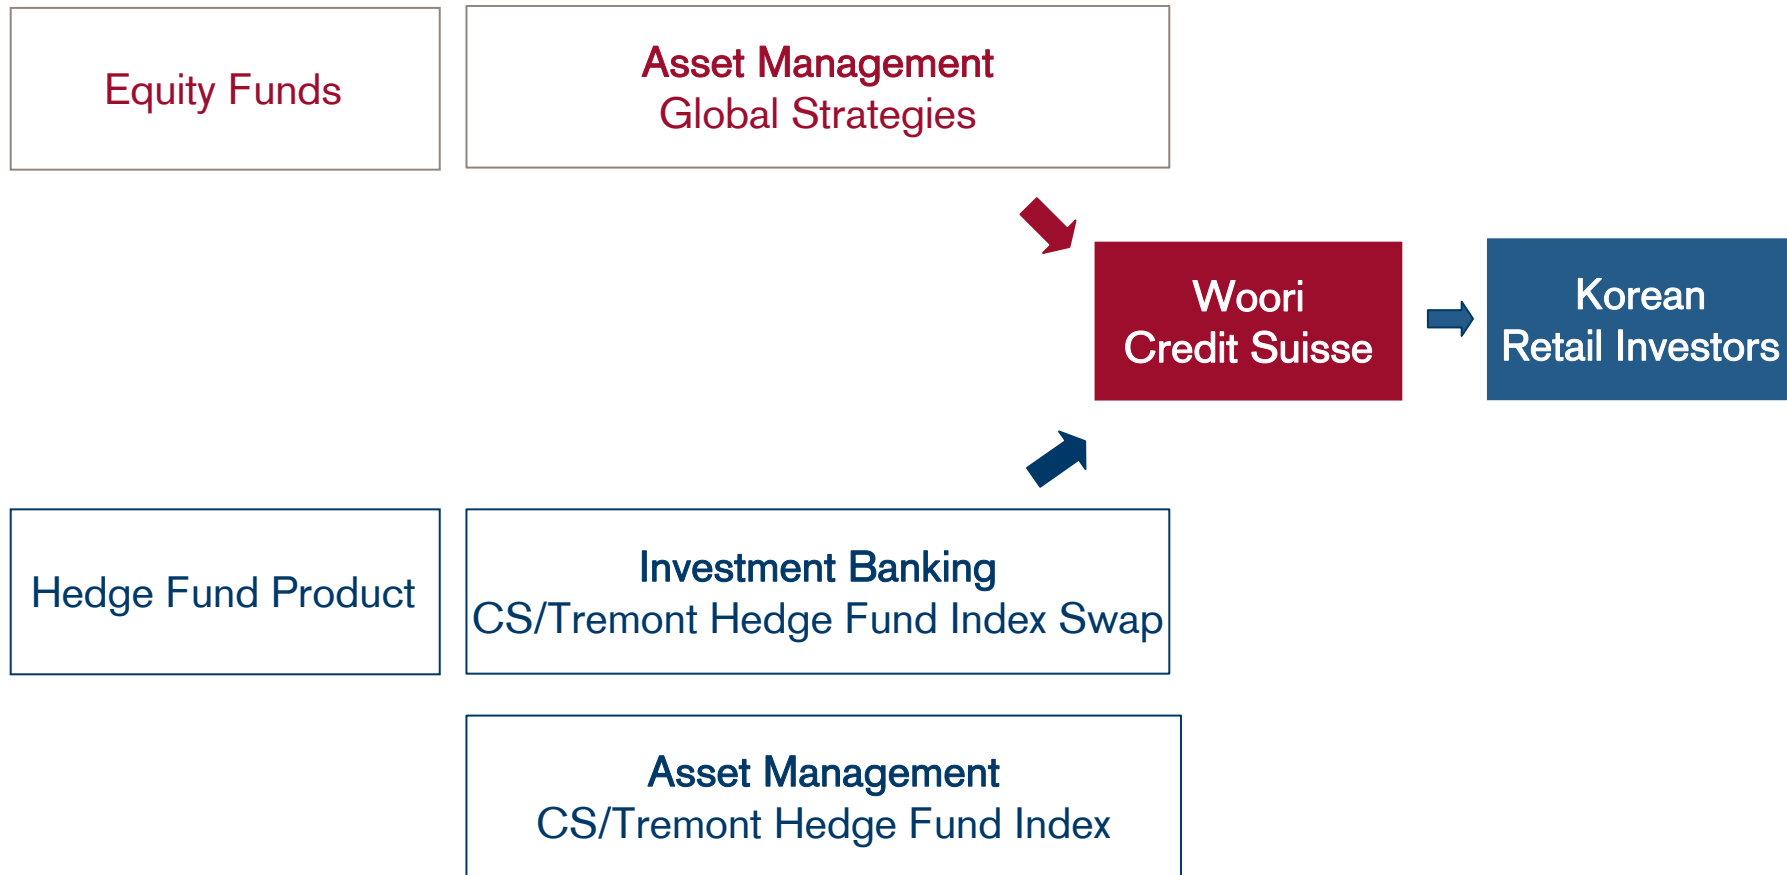 Equity Funds
Asset Management
Global Strategies
Woori
Credit Suisse
Korean
Retail Investors
Hedge Fund Product
Investment Banking
CS/Tremont Hedge Fund Index Swap
Asset Management
CS/Tremont Hedge Fund Index